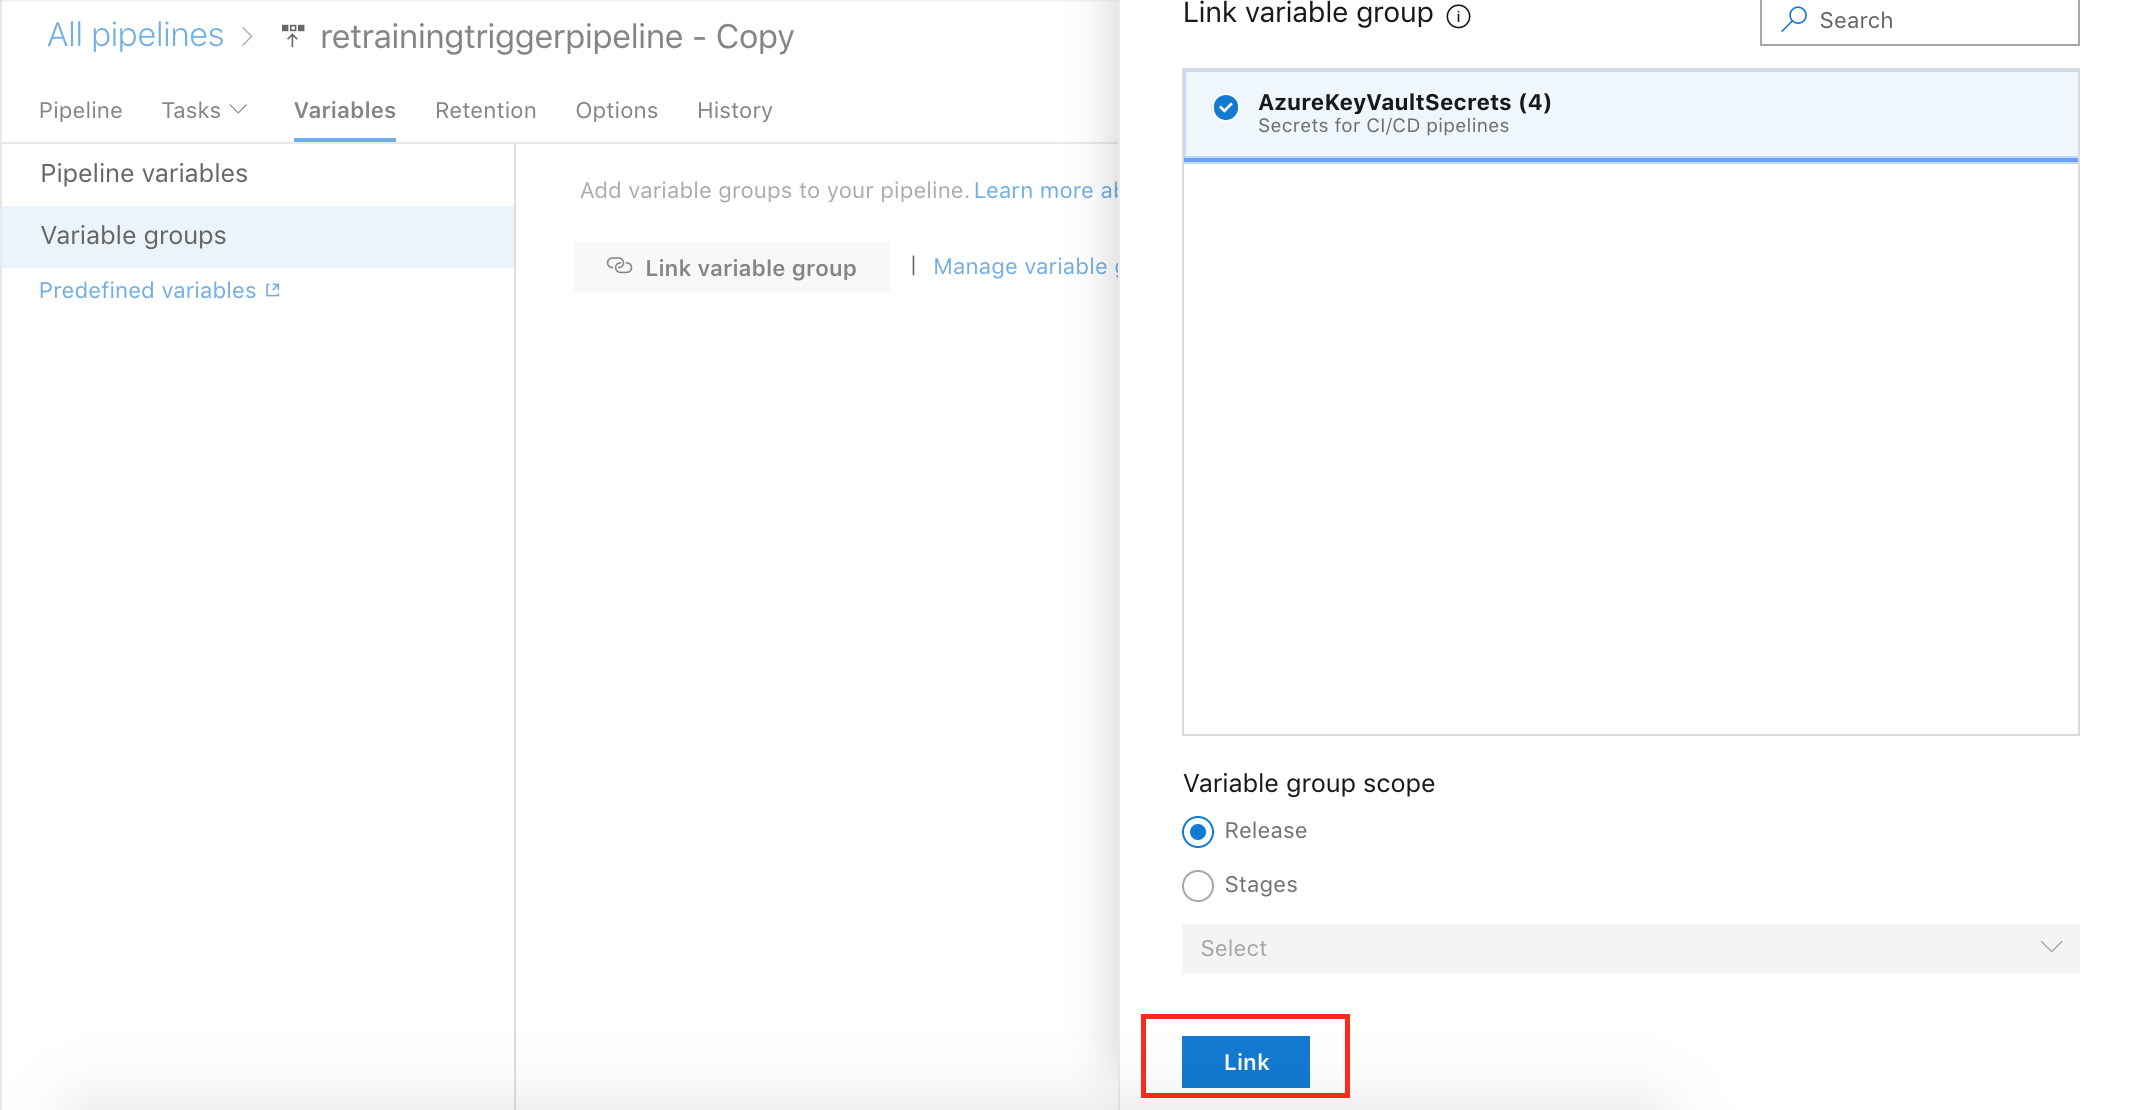 All pipelines > retrainingtriggerpipeline - Copy
Pipeline Tasks Variables Retention Options History
Pipeline variables
Variable groups
Predefined variables
Add variable groups to your pipeline. Learn more
Link variable group | Manage variable
Link variable group
Search
AzureKeyVaultSecrets (4)
Secrets for CI/CD pipelines
Variable group scope
Release
Stages
Select
Link